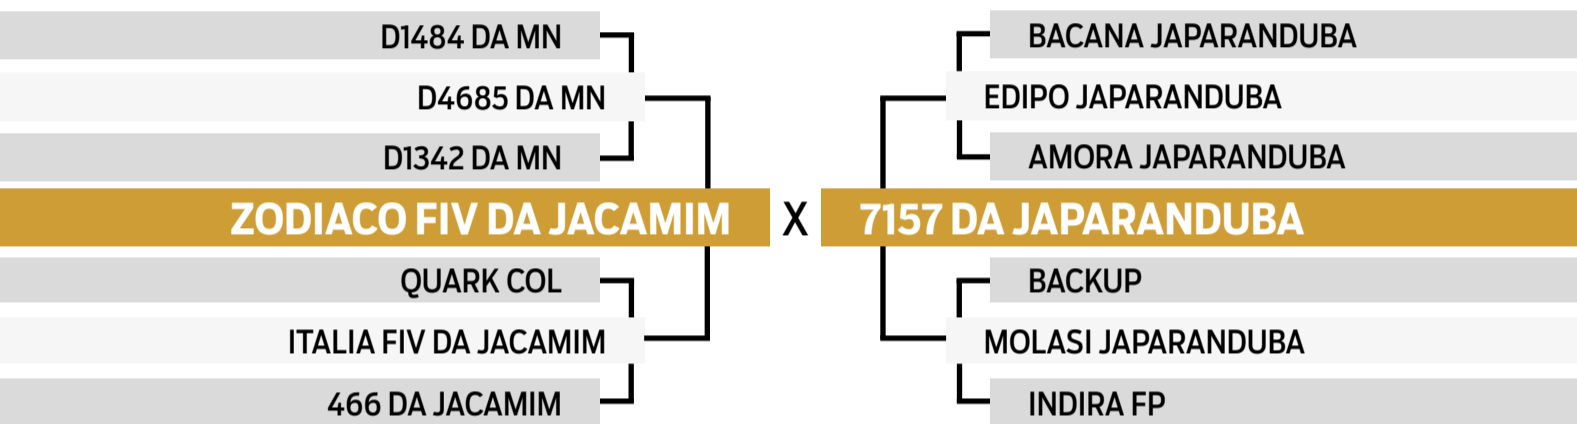 D1484 DA MN
D4685 DA MN
D1342 DA MN
ZODIACO FIV DA JACAMIM
QUARK COL
ITALIA FIV DA JACAMIM
466 DA JACAMIM
X
BACANA JAPARANDUBA
EDIPO JAPARANDUBA
AMORA JAPARANDUBA
7157 DA JAPARANDUBA
BACKUP
MOLASI JAPARANDUBA
INDIRA FP